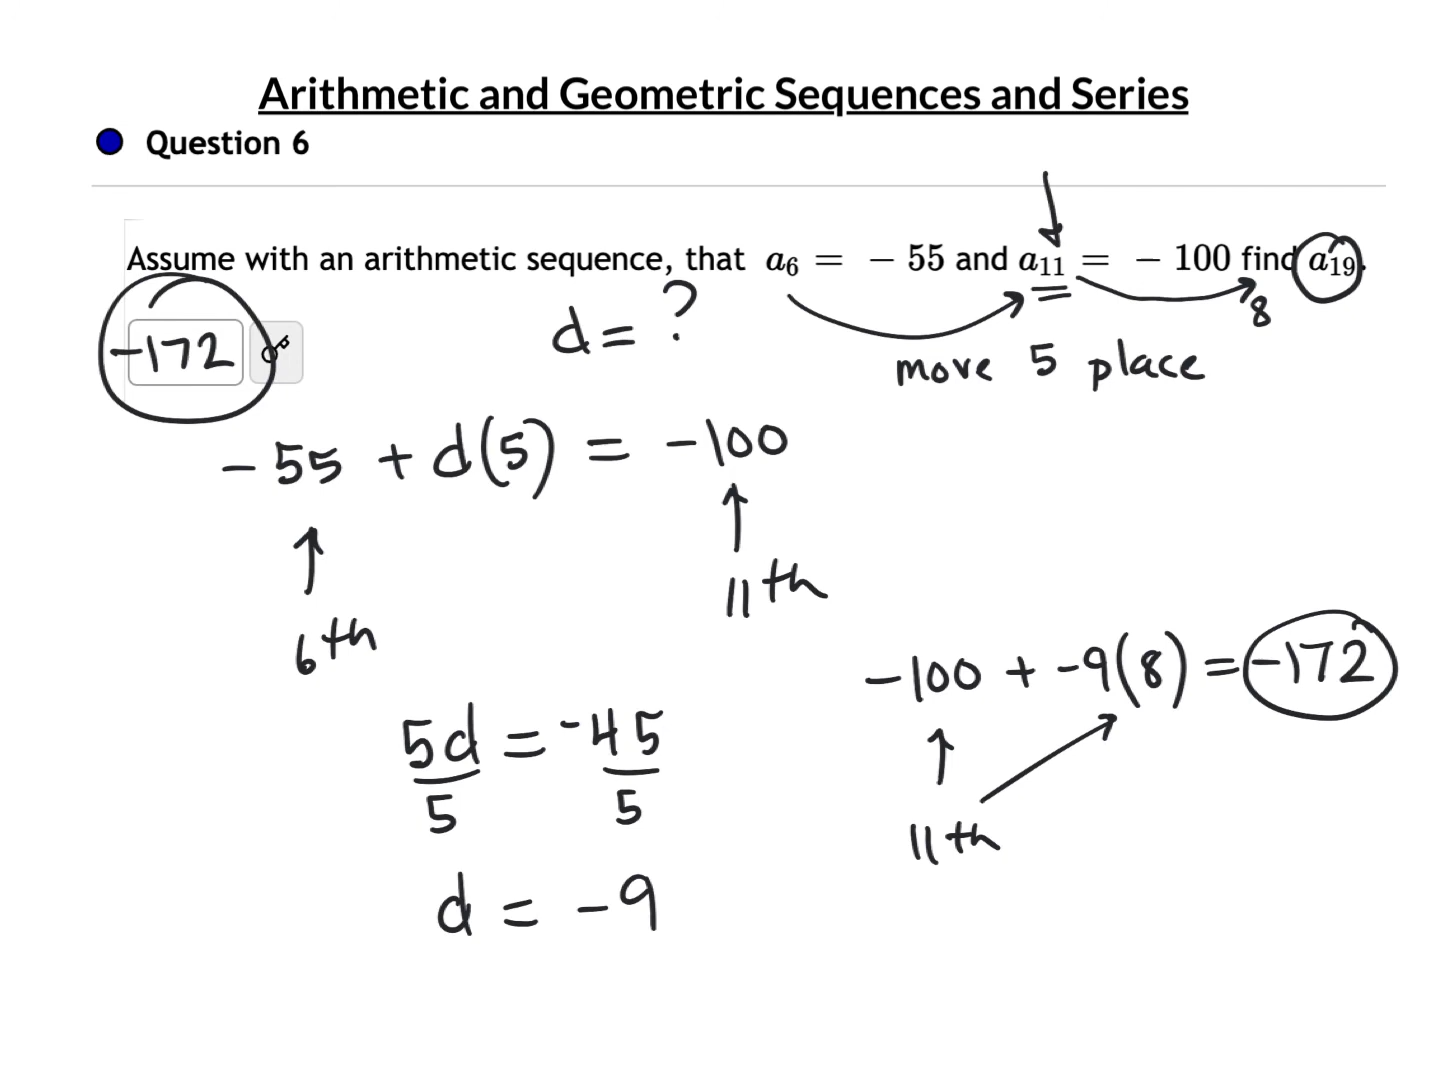 Arithmetic and Geometric Sequences and Series
Question 6
Assume with an arithmetic sequence, that a₆ = − 55 and a₁₁ = − 100 find a₁₉.
8
-172
d = ?
move 5 place
-55 + d(5) = -100
6th
11th
5d = -45
5 5
d = -9
-100 + -9(8) = -172
11th